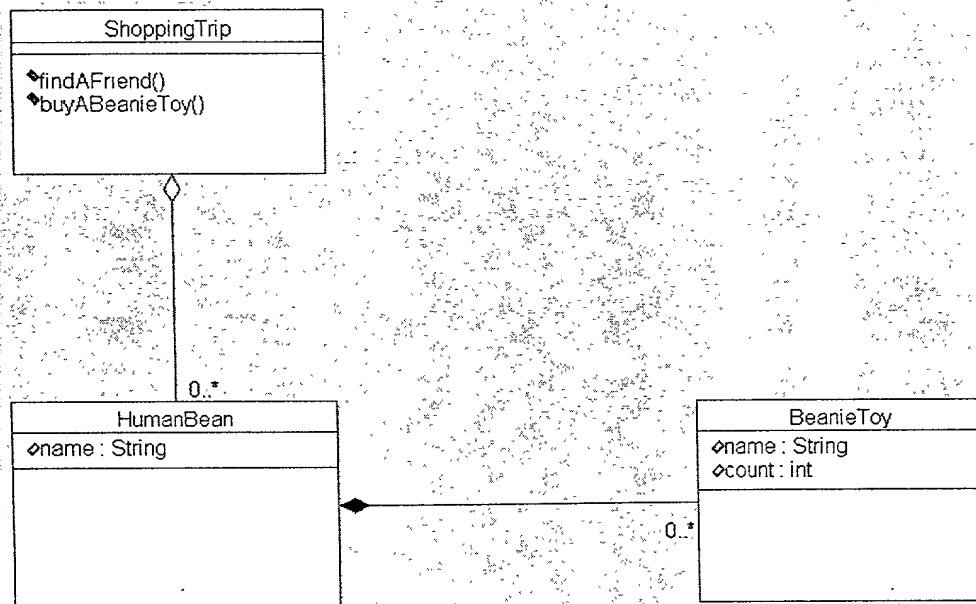 ShoppingTrip
findAFriend()
buyABeanieToy()
0..*
HumanBean
name : String
BeanieToy
name : String
count : int
0..*